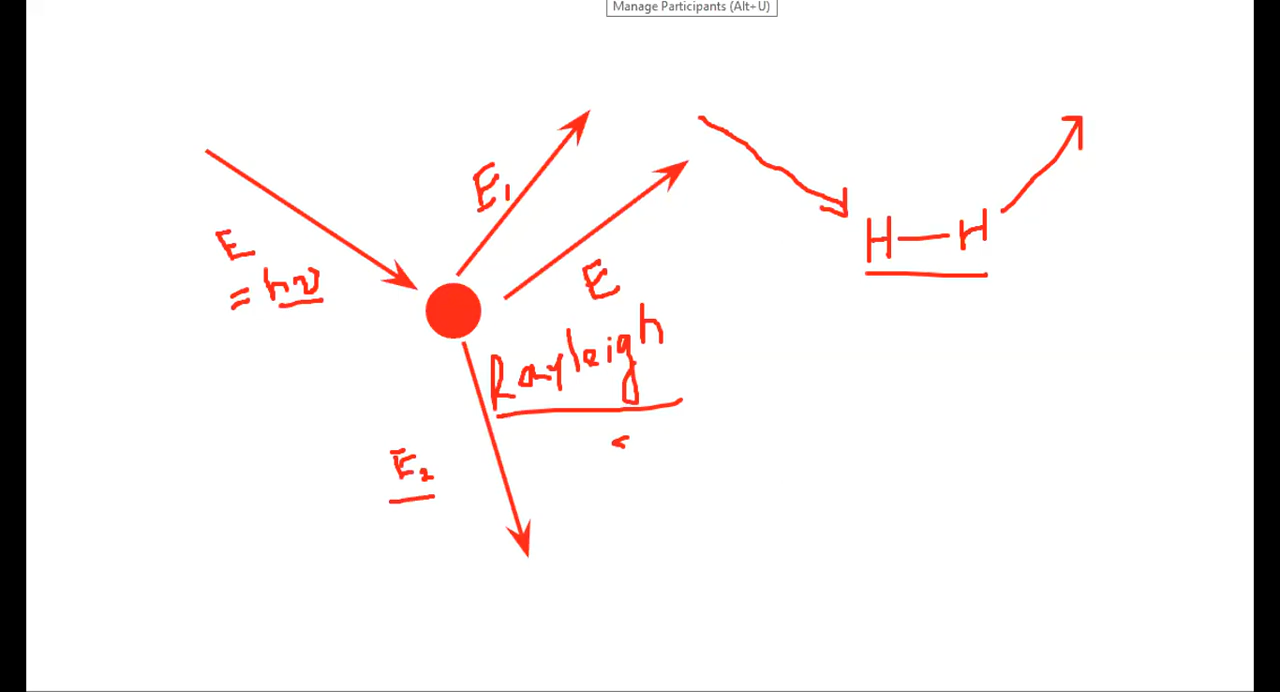 Manage Participants (Alt+U)
E₁
H—H
E
= hν
E
Rayleigh
E₂